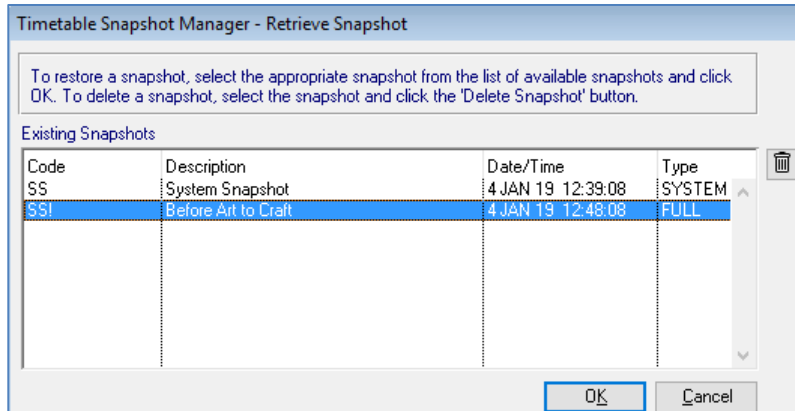 Timetable Snapshot Manager - Retrieve Snapshot
To restore a snapshot, select the appropriate snapshot from the list of available snapshots and click
OK. To delete a snapshot, select the snapshot and click the 'Delete Snapshot' button.
Existing Snapshots
Code Description Date/Time Type
SS System Snapshot 4 JAN 19 12:39:08 SYSTEM
SS! Before Art to Craft 4 JAN 19 12:48:08 FULL
OK Cancel